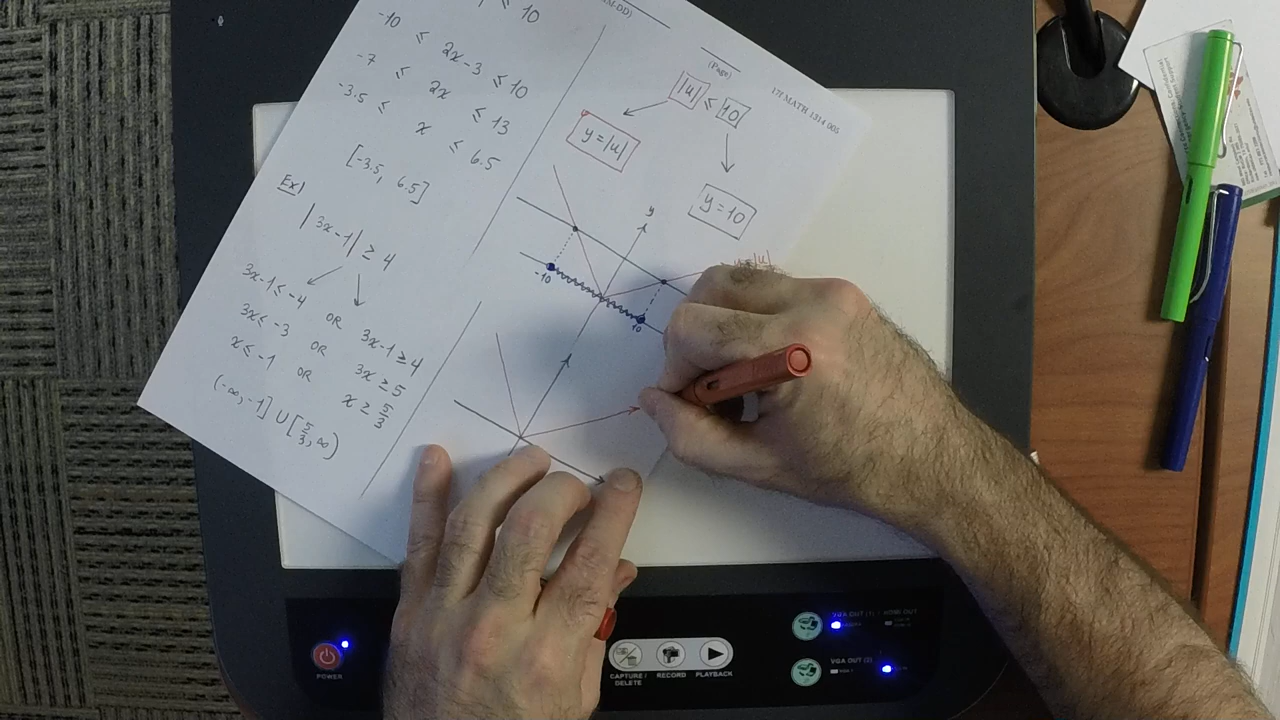 ≤ 10
-10 ≤ 2x-3 ≤ 10
-7 ≤ 2x ≤ 13
-3.5 ≤ x ≤ 6.5
[-3.5, 6.5]
Ex)
|3x-1| ≥ 4
3x-1 ≤ -4 OR 3x-1 ≥ 4
3x ≤ -3 OR 3x ≥ 5
x ≤ -1 OR x ≥ 5/3
(-∞, -1] U [5/3, ∞)
(Page)
17F MATH 1314 005
|u| ≤ 10
y=|u|
y=10
y
y=|u|
-10
10
POWER
CAPTURE / DELETE
RECORD
PLAYBACK
VGA OUT (1) / HDMI OUT
VGA OUT (2)